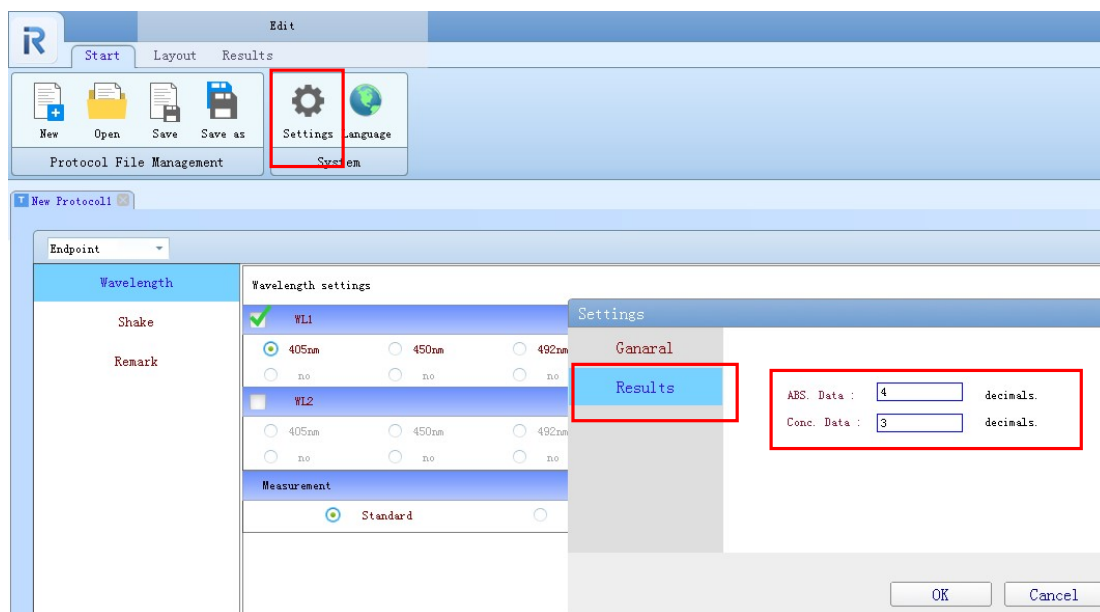 iR
Edit
Start Layout Results
New Open Save Save as Settings Language
Protocol File Management System
T New Protocol1
Endpoint
Wavelength
Shake
Remark
Wavelength settings
WL1
405nm 450nm 492nm
no no no
WL2
405nm 450nm 492nm
no no no
Measurement
Standard
Settings
Ganaral
Results
ABS. Data : 4 decimals.
Conc. Data : 3 decimals.
OK Cancel